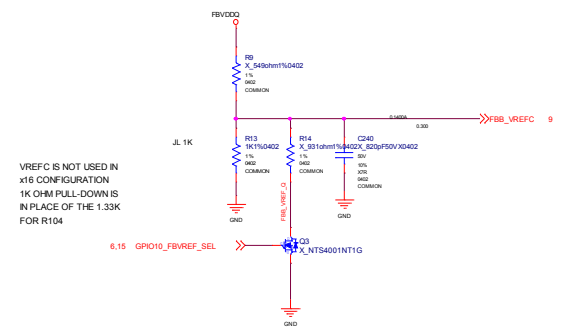 FBVDDQ
R9
X_549ohm1%0402
1%
0402
COMMON
0.140DA
0.300
FBB_VREFC 9
JL 1K
R13
1K1%0402
1%
0402
COMMON
R14
X_931ohm1%0402
1%
0402
COMMON
C240
X_820pF50VX0402
50V
10%
X7R
0402
COMMON
VREFC IS NOT USED IN
x16 CONFIGURATION
1K OHM PULL-DOWN IS
IN PLACE OF THE 1.33K
FOR R104
GND
GND
FBB_VREF_Q
6,15 GPIO10_FBVREF_SEL
Q3
X_NTS4001NT1G
GND